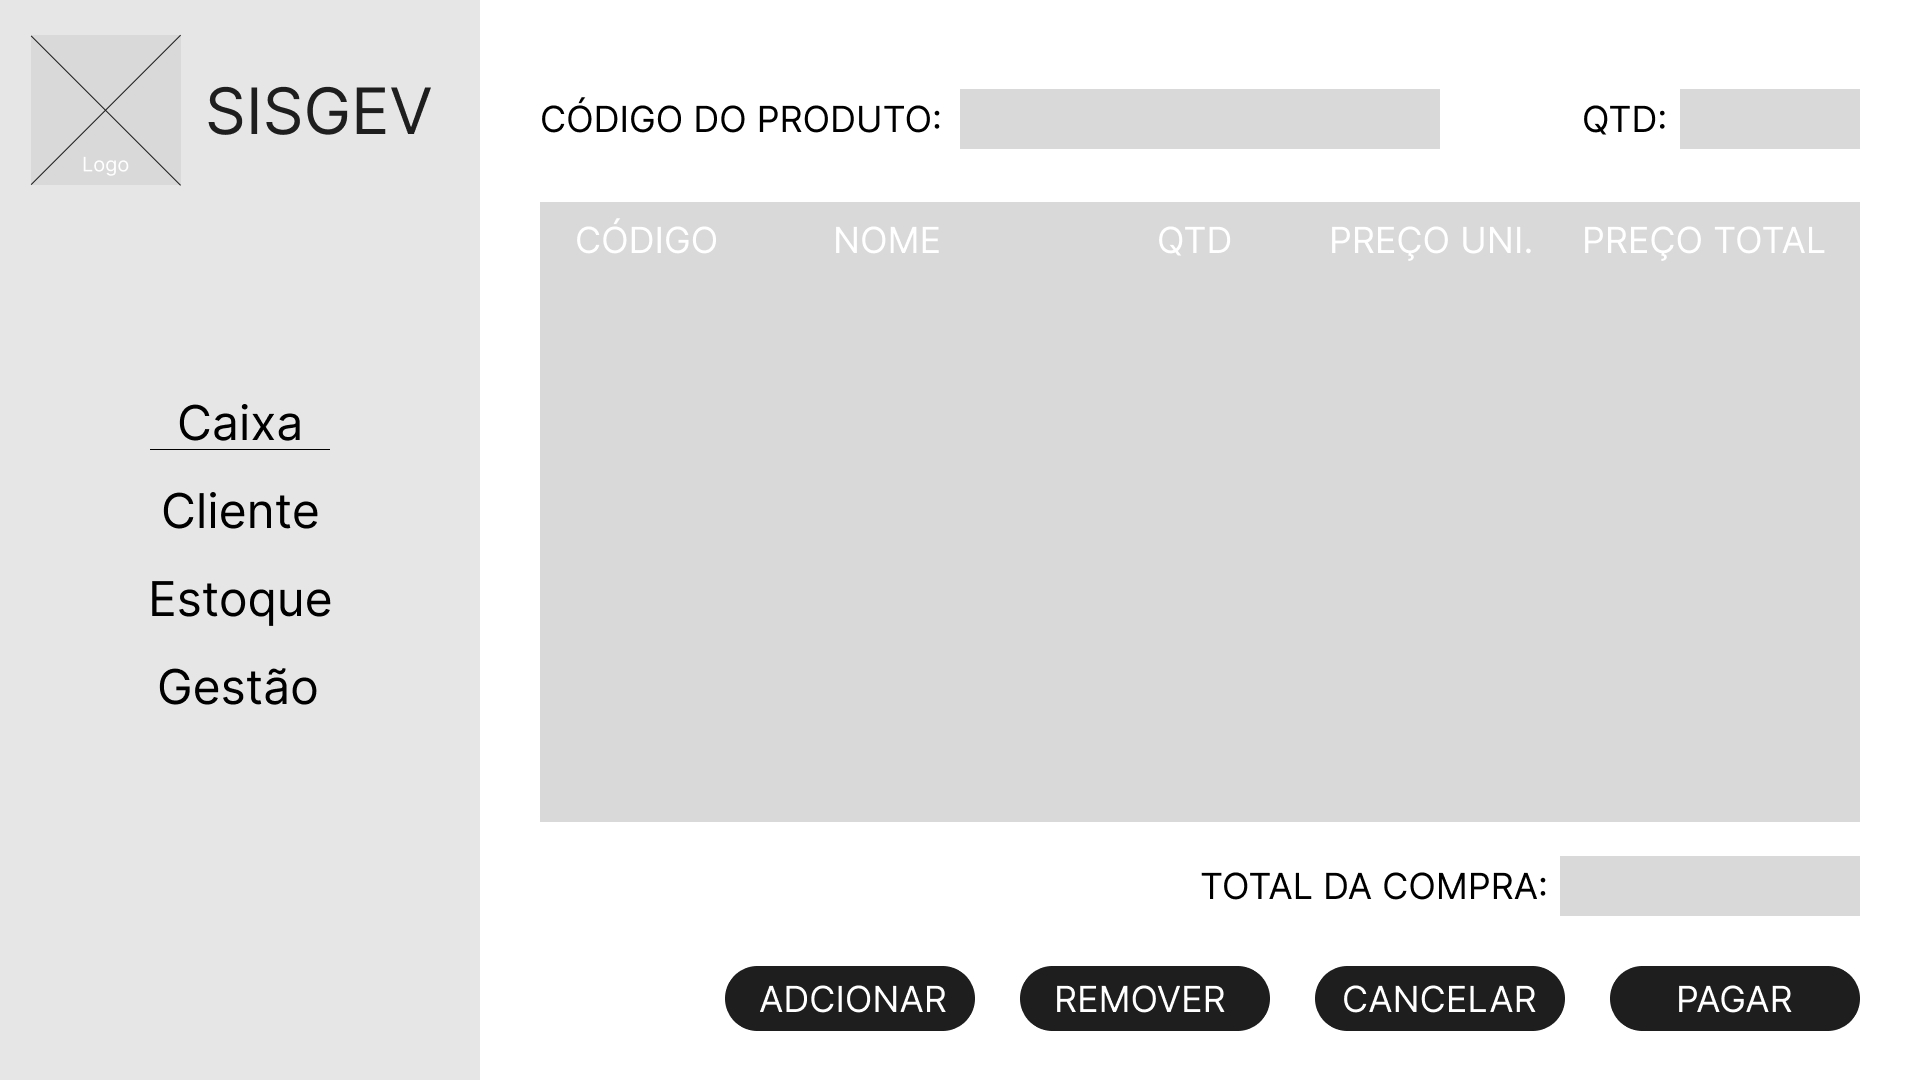 Logo
SISGEV
Caixa
Cliente
Estoque
Gestão
CÓDIGO DO PRODUTO: QTD:
CÓDIGO NOME QTD PREÇO UNI. PREÇO TOTAL
TOTAL DA COMPRA:
ADCIONAR REMOVER CANCELAR PAGAR